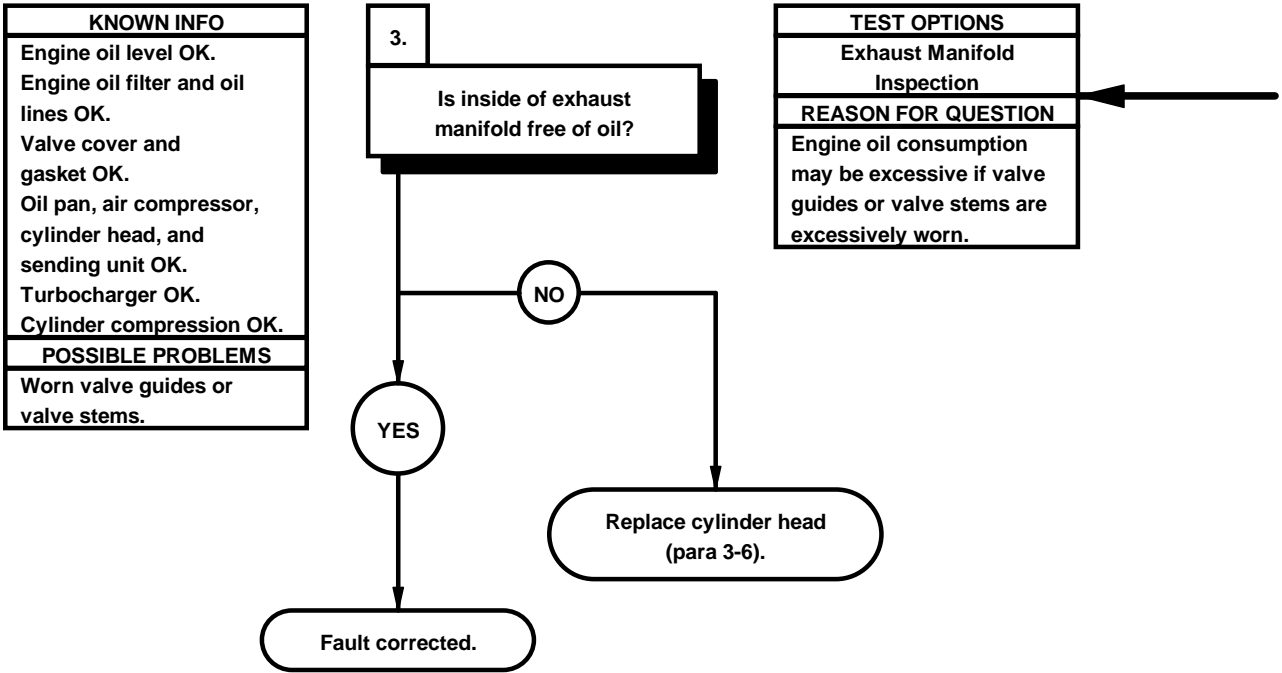 KNOWN INFO
Engine oil level OK.
Engine oil filter and oil
lines OK.
Valve cover and
gasket OK.
Oil pan, air compressor,
cylinder head, and
sending unit OK.
Turbocharger OK.
Cylinder compression OK.
POSSIBLE PROBLEMS
Worn valve guides or
valve stems.
3.
Is inside of exhaust
manifold free of oil?
TEST OPTIONS
Exhaust Manifold
Inspection
REASON FOR QUESTION
Engine oil consumption
may be excessive if valve
guides or valve stems are
excessively worn.
NO
YES
Replace cylinder head
(para 3-6).
Fault corrected.